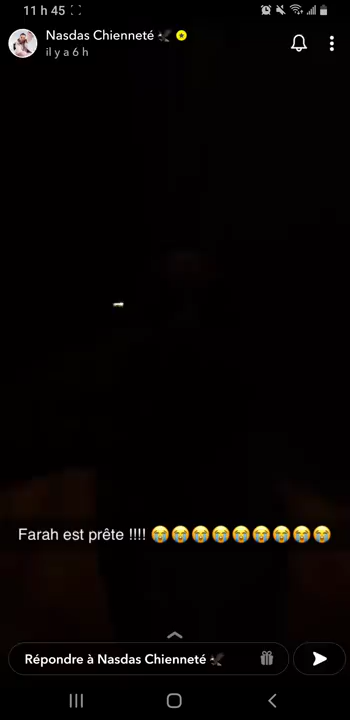 11 h 45
Nasdas Chienneté 🦅
il y a 6 h
Farah est prête !!!! 😭😭😭😭😭😭😭😭😭
Répondre à Nasdas Chienneté 🦅